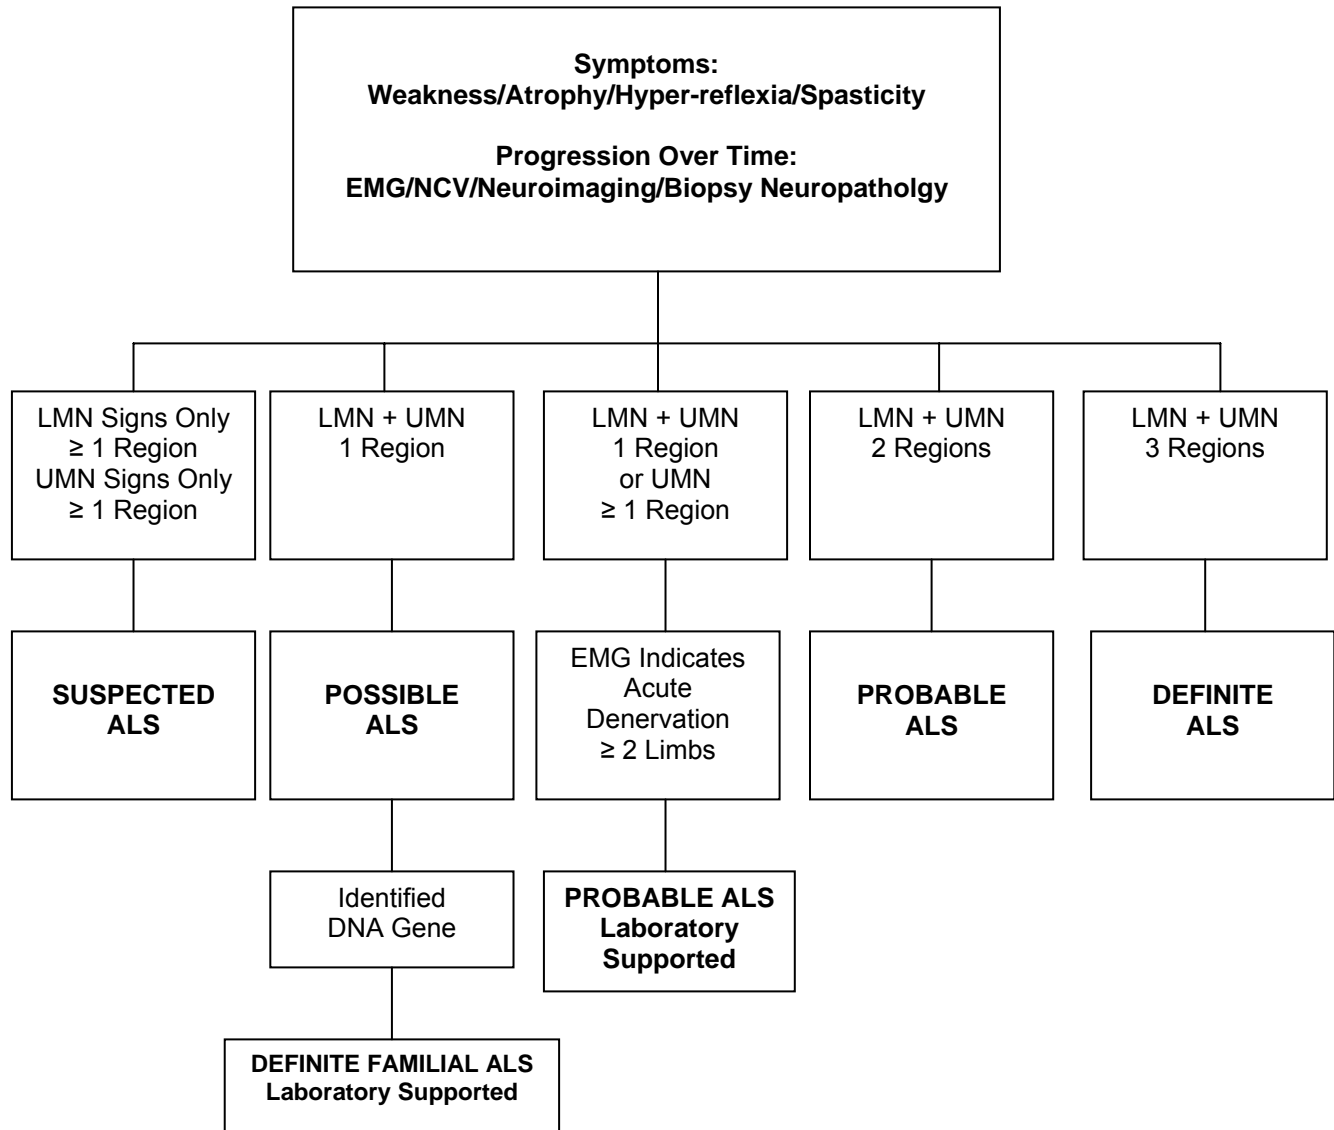 Symptoms:
Weakness/Atrophy/Hyper-reflexia/Spasticity
Progression Over Time:
EMG/NCV/Neuroimaging/Biopsy Neuropatholgy
LMN Signs Only
≥ 1 Region
UMN Signs Only
≥ 1 Region
LMN + UMN
1 Region
LMN + UMN
1 Region
or UMN
≥ 1 Region
LMN + UMN
2 Regions
LMN + UMN
3 Regions
SUSPECTED
ALS
POSSIBLE
ALS
EMG Indicates
Acute
Denervation
≥ 2 Limbs
PROBABLE
ALS
DEFINITE
ALS
Identified
DNA Gene
PROBABLE ALS
Laboratory
Supported
DEFINITE FAMILIAL ALS
Laboratory Supported